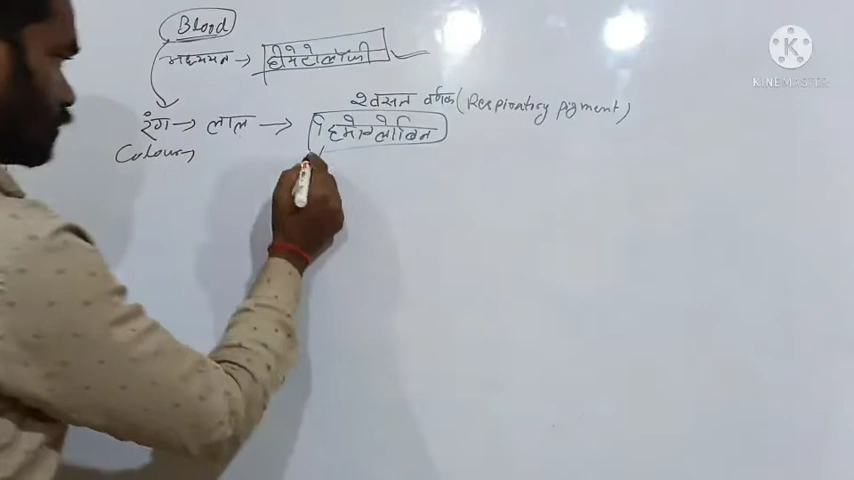 Blood
अध्ययन → हीमेटोलॉजी
श्वसन वर्णक (Respiratory pigment)
रंग → लाल → हिमोग्लोबिन
Colour
K
KINEMASTER